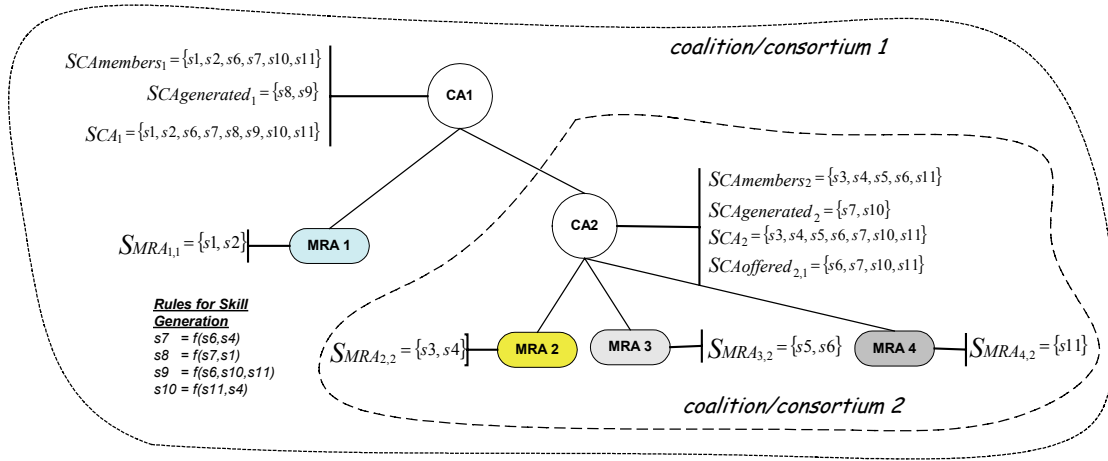 coalition/consortium 1
SCAmembers₁ = {s1, s2, s6, s7, s10, s11}
SCAgenerated₁ = {s8, s9}
SCA₁ = {s1, s2, s6, s7, s8, s9, s10, s11}
CA1
SCAmembers₂ = {s3, s4, s5, s6, s11}
SCAgenerated₂ = {s7, s10}
SCA₂ = {s3, s4, s5, s6, s7, s10, s11}
SCAoffered₂,₁ = {s6, s7, s10, s11}
CA2
SMRA₁,₁ = {s1, s2}
MRA 1
Rules for Skill
Generation
s7 = f(s6,s4)
s8 = f(s7,s1)
s9 = f(s6,s10,s11)
s10 = f(s11,s4)
SMRA₂,₂ = {s3, s4}
MRA 2
MRA 3
SMRA₃,₂ = {s5, s6}
MRA 4
SMRA₄,₂ = {s11}
coalition/consortium 2